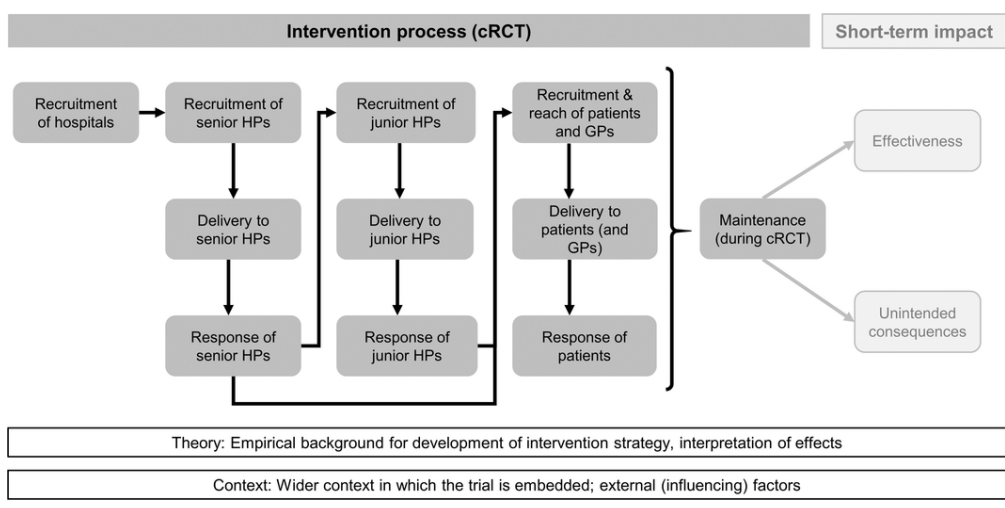 Intervention process (cRCT)
Short-term impact
Recruitment
of hospitals
Recruitment of
senior HPs
Recruitment of
junior HPs
Recruitment &
reach of patients
and GPs
Effectiveness
Delivery to
senior HPs
Delivery to
junior HPs
Delivery to
patients (and
GPs)
Maintenance
(during cRCT)
Response of
senior HPs
Response of
junior HPs
Response of
patients
Unintended
consequences
Theory: Empirical background for development of intervention strategy, interpretation of effects
Context: Wider context in which the trial is embedded; external (influencing) factors